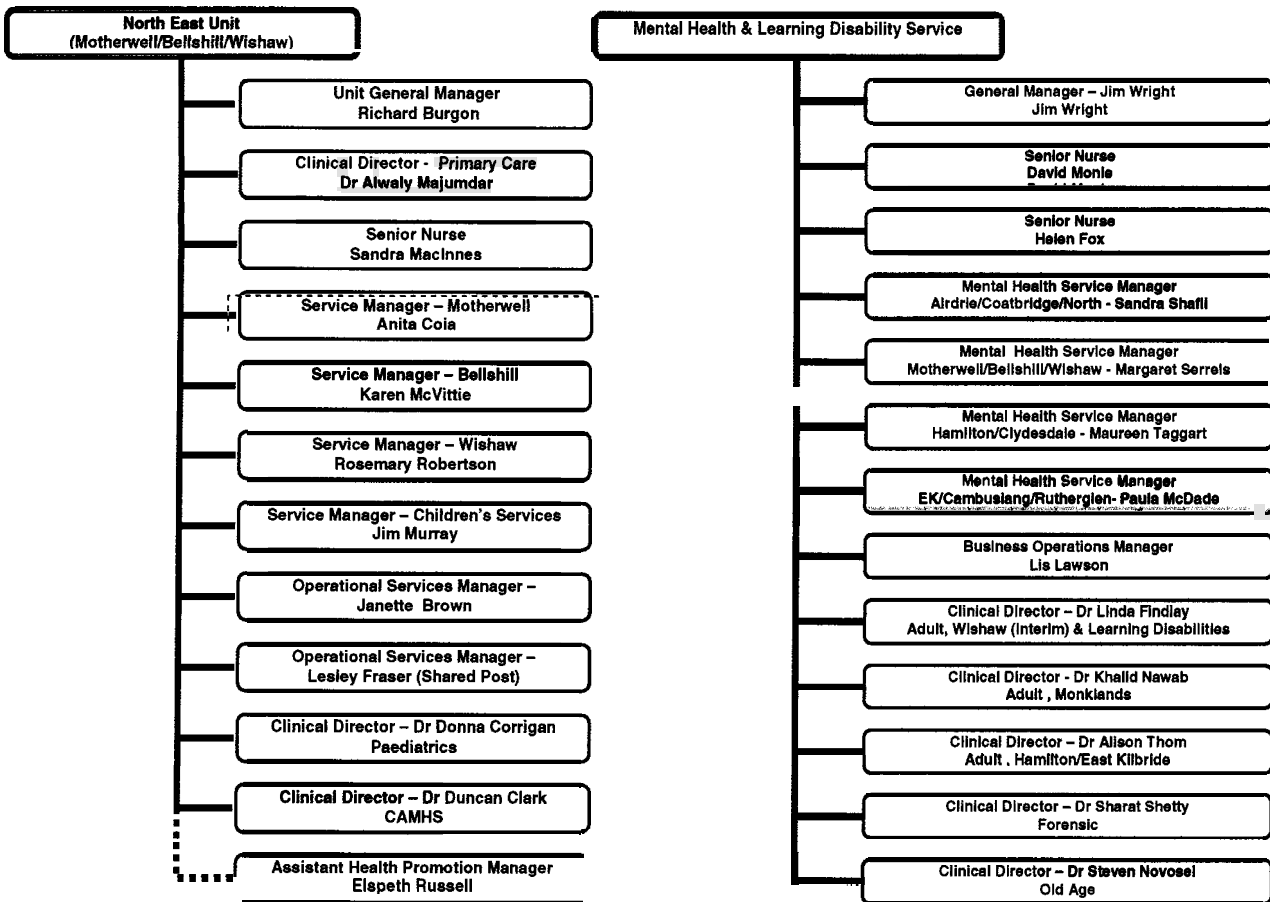 North East Unit
(Motherwell/Bellshill/Wishaw)
Unit General Manager
Richard Burgon
Clinical Director - Primary Care
Dr Alwaly Majumdar
Senior Nurse
Sandra MacInnes
Service Manager – Motherwell
Anita Coia
Service Manager – Bellshill
Karen McVittie
Service Manager – Wishaw
Rosemary Robertson
Service Manager – Children's Services
Jim Murray
Operational Services Manager –
Janette Brown
Operational Services Manager –
Lesley Fraser (Shared Post)
Clinical Director – Dr Donna Corrigan
Paediatrics
Clinical Director – Dr Duncan Clark
CAMHS
Assistant Health Promotion Manager
Elspeth Russell
Mental Health & Learning Disability Service
General Manager – Jim Wright
Jim Wright
Senior Nurse
David Monie
Senior Nurse
Helen Fox
Mental Health Service Manager
Airdrie/Coatbridge/North - Sandra Shafii
Mental Health Service Manager
Motherwell/Bellshill/Wishaw - Margaret Serrels
Mental Health Service Manager
Hamilton/Clydesdale - Maureen Taggart
Mental Health Service Manager
EK/Cambuslang/Rutherglen- Paula McDade
Business Operations Manager
Lis Lawson
Clinical Director – Dr Linda Findlay
Adult, Wishaw (Interim) & Learning Disabilities
Clinical Director - Dr Khalid Nawab
Adult , Monklands
Clinical Director – Dr Alison Thom
Adult , Hamilton/East Kilbride
Clinical Director – Dr Sharat Shetty
Forensic
Clinical Director – Dr Steven Novosel
Old Age